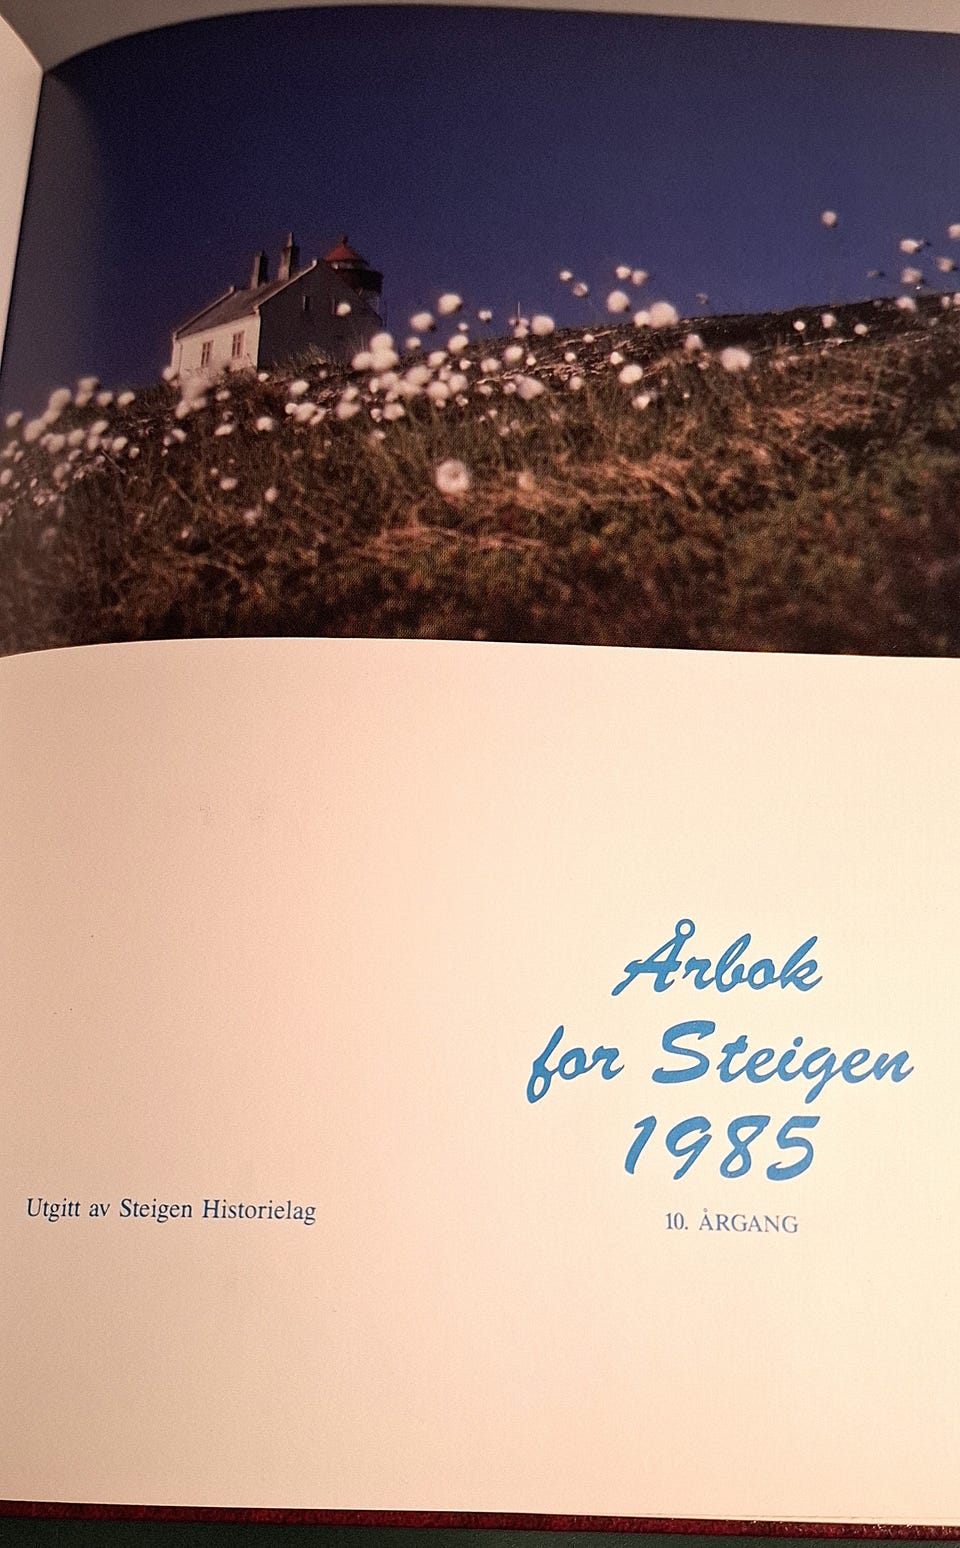 Årbok
for Steigen
1985
10. ÅRGANG
Utgitt av Steigen Historielag